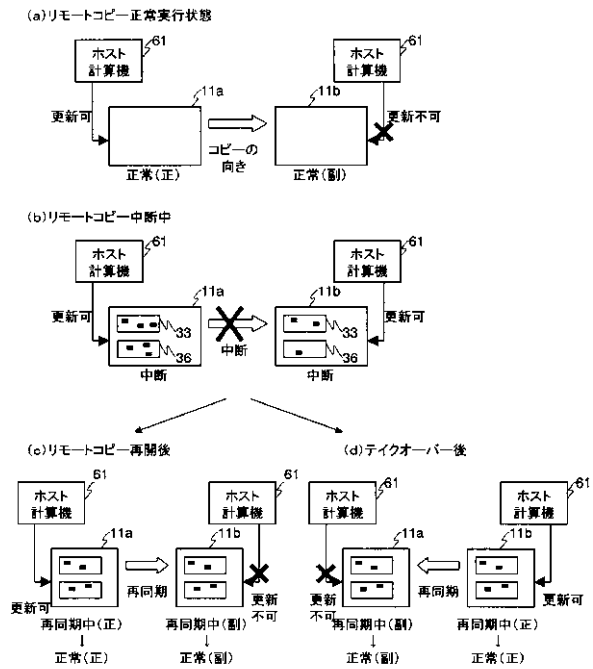 (a)リモートコピー正常実行状態
61
ホスト
計算機
61
ホスト
計算機
11a
11b
更新可
更新不可
コピーの
向き
正常(正)
正常(副)
(b)リモートコピー中断中
61
ホスト
計算機
61
ホスト
計算機
11a
11b
更新可
更新可
33
36
33
36
中断
中断
中断
(c)リモートコピー再開後
(d)テイクオーバー後
61
ホスト
計算機
61
ホスト
計算機
61
ホスト
計算機
61
ホスト
計算機
11a
11b
11a
11b
更新可
再同期
更新
不可
更新
不可
再同期
更新可
再同期中(正)
再同期中(副)
再同期中(副)
再同期中(正)
正常(正)
正常(副)
正常(副)
正常(正)